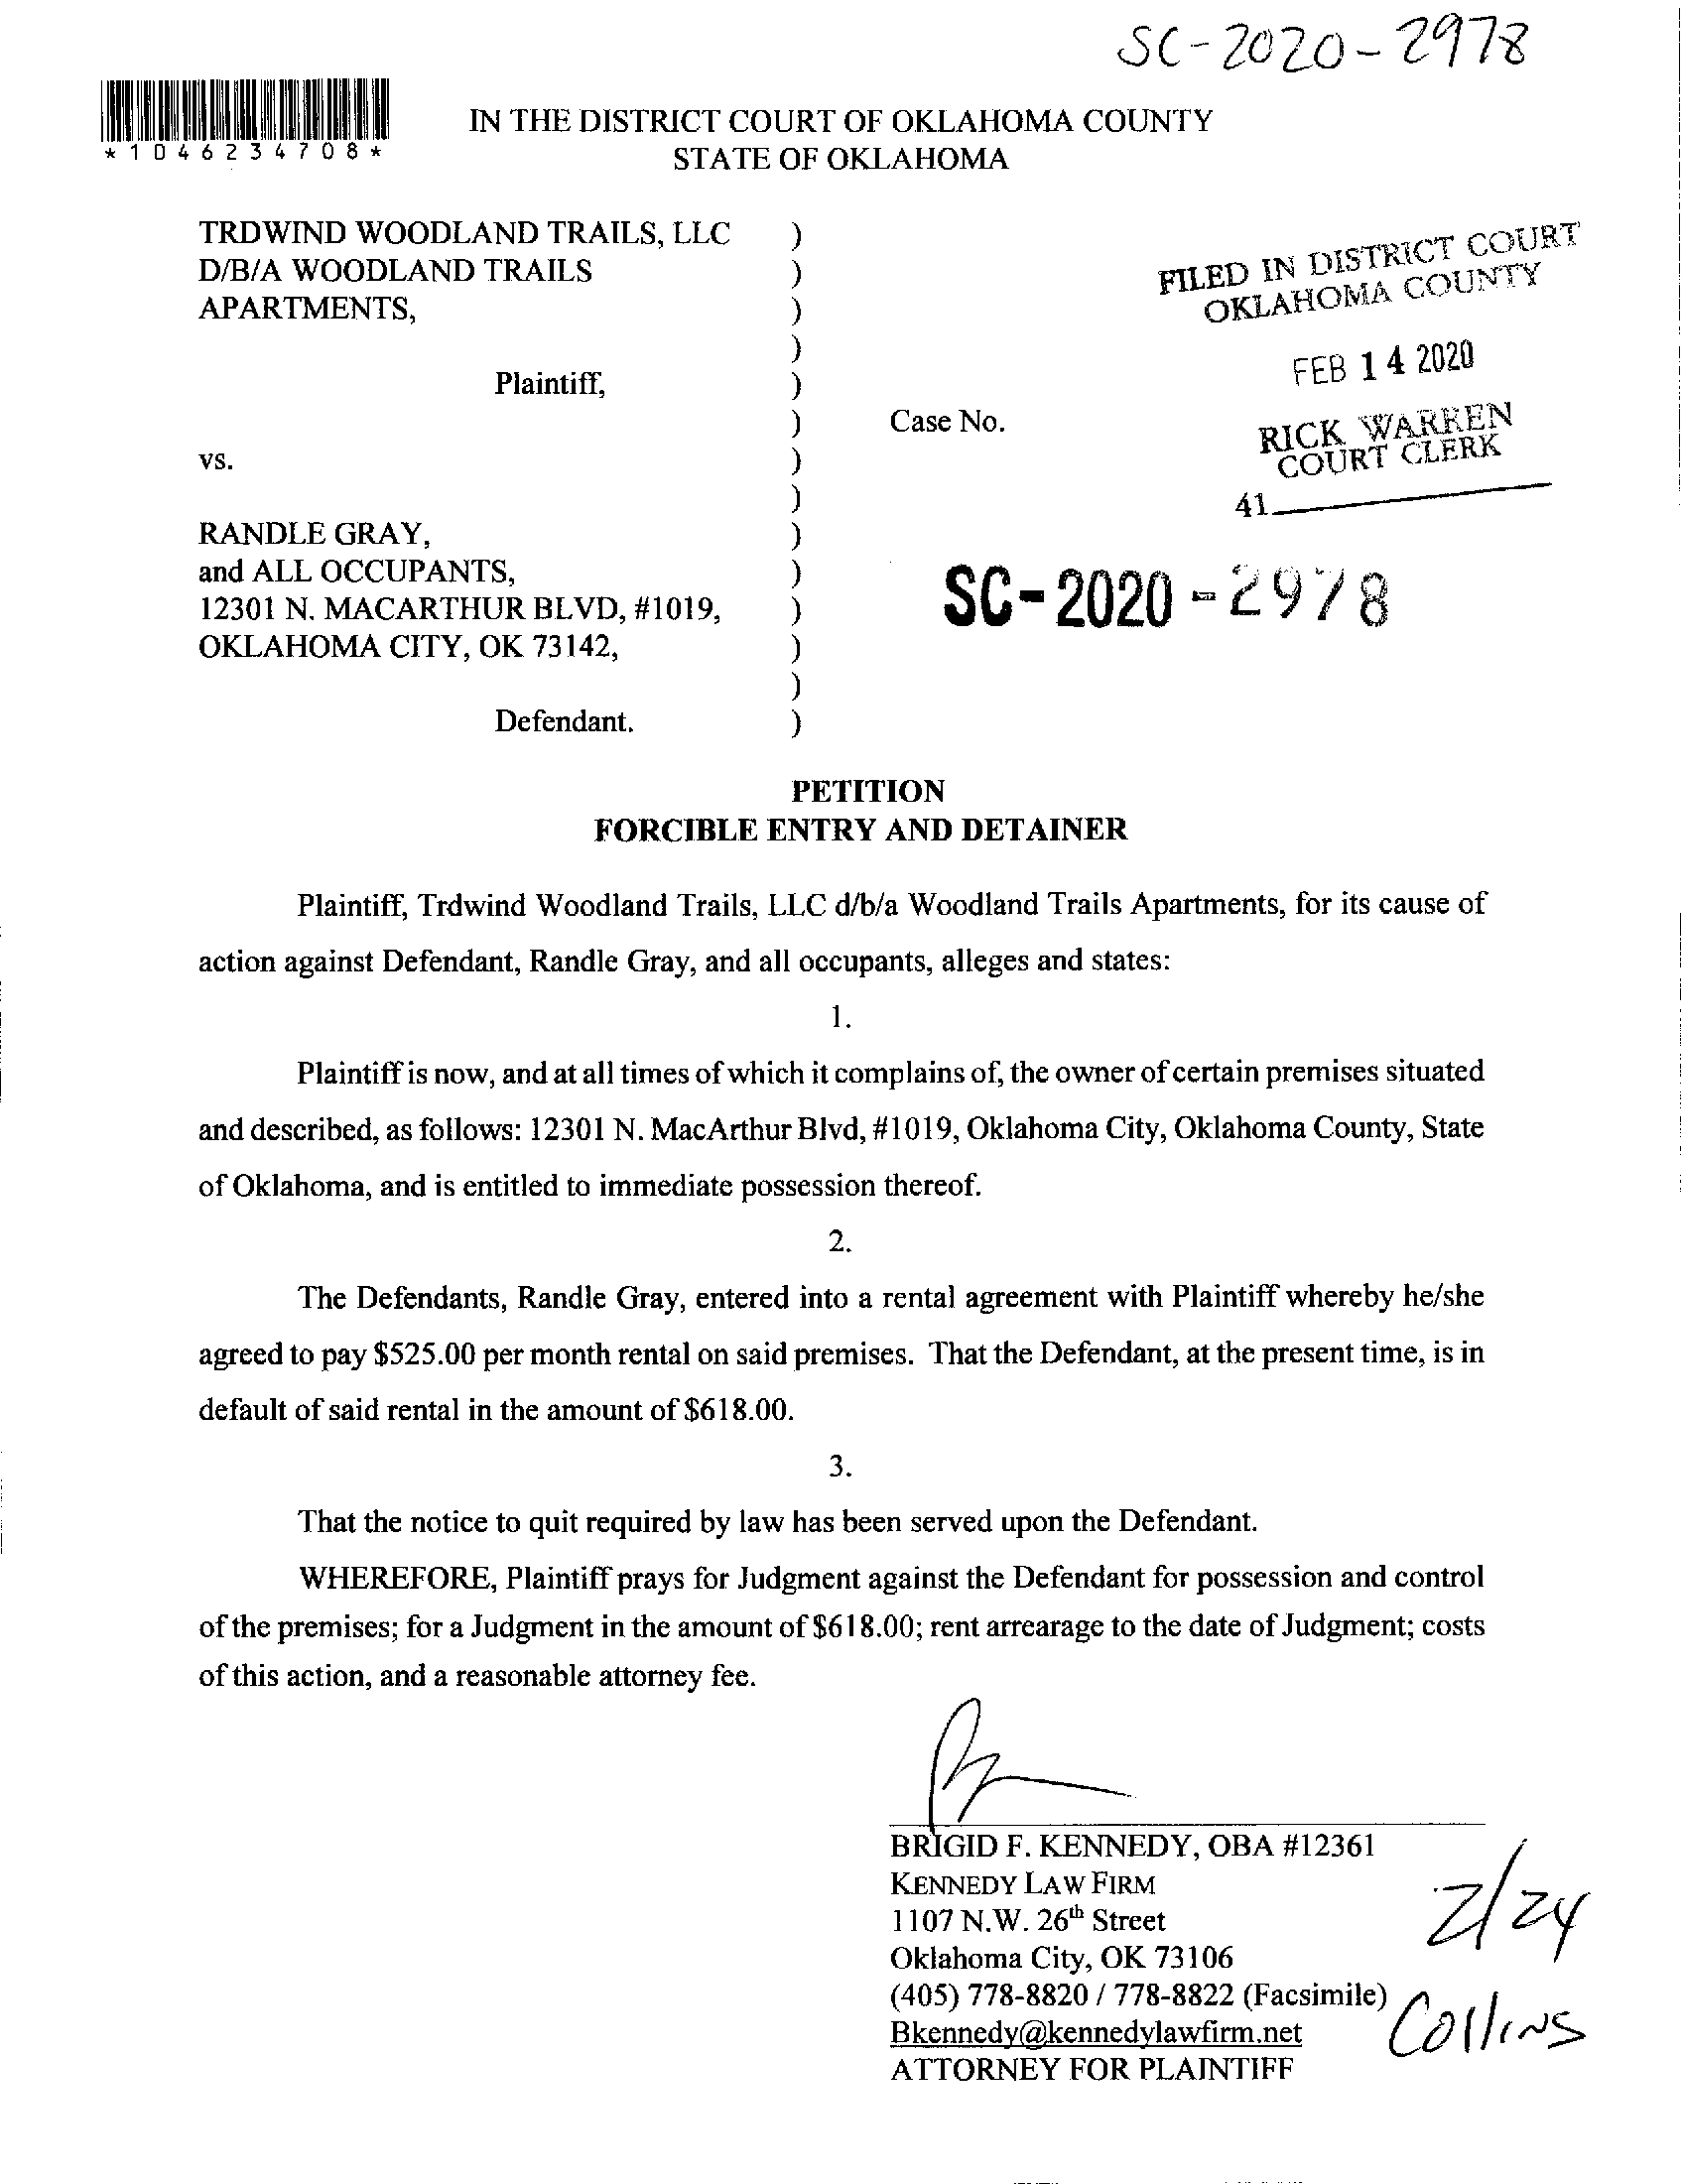 SC-2020-2978
*1046234708*
IN THE DISTRICT COURT OF OKLAHOMA COUNTY
STATE OF OKLAHOMA
TRDWIND WOODLAND TRAILS, LLC )
D/B/A WOODLAND TRAILS )
APARTMENTS, )
)
Plaintiff, )
) Case No.
vs. )
)
RANDLE GRAY, )
and ALL OCCUPANTS, )
12301 N. MACARTHUR BLVD, #1019, )
OKLAHOMA CITY, OK 73142, )
)
Defendant. )
FILED IN DISTRICT COURT
OKLAHOMA COUNTY
FEB 14 2020
RICK WARREN
COURT CLERK
41
SC-2020-2978
PETITION
FORCIBLE ENTRY AND DETAINER
Plaintiff, Trdwind Woodland Trails, LLC d/b/a Woodland Trails Apartments, for its cause of
action against Defendant, Randle Gray, and all occupants, alleges and states:
1.
Plaintiff is now, and at all times of which it complains of, the owner of certain premises situated
and described, as follows: 12301 N. MacArthur Blvd, #1019, Oklahoma City, Oklahoma County, State
of Oklahoma, and is entitled to immediate possession thereof.
2.
The Defendants, Randle Gray, entered into a rental agreement with Plaintiff whereby he/she
agreed to pay $525.00 per month rental on said premises. That the Defendant, at the present time, is in
default of said rental in the amount of $618.00.
3.
That the notice to quit required by law has been served upon the Defendant.
WHEREFORE, Plaintiff prays for Judgment against the Defendant for possession and control
of the premises; for a Judgment in the amount of $618.00; rent arrearage to the date of Judgment; costs
of this action, and a reasonable attorney fee.
BRIGID F. KENNEDY, OBA #12361
KENNEDY LAW FIRM
1107 N.W. 26th Street
Oklahoma City, OK 73106
(405) 778-8820 / 778-8822 (Facsimile)
Bkennedy@kennedylawfirm.net
ATTORNEY FOR PLAINTIFF
2/24
Collins